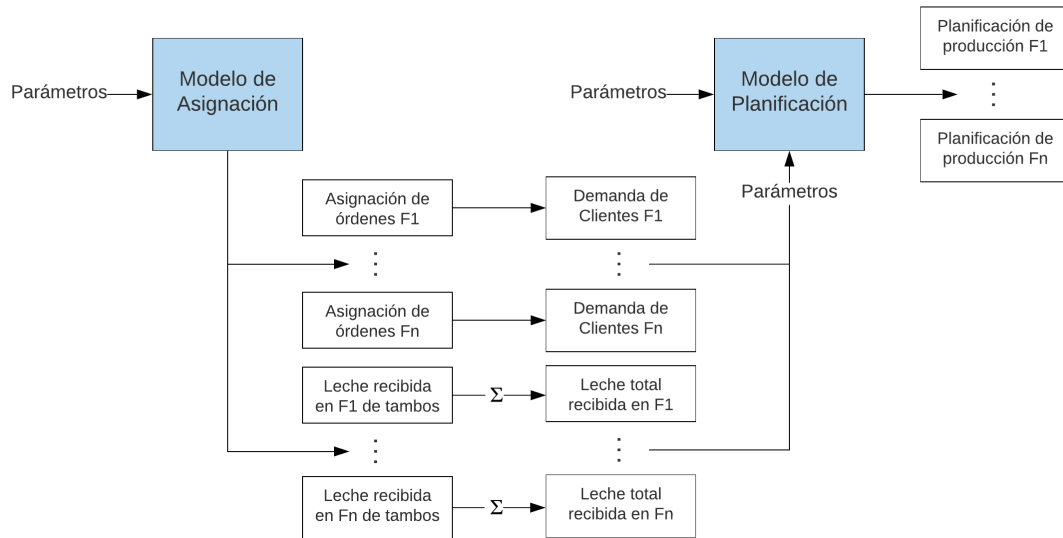 Parámetros
Modelo de
Asignación
Parámetros
Modelo de
Planificación
Planificación de
producción F1
Planificación de
producción Fn
Parámetros
Asignación de
órdenes F1
Demanda de
Clientes F1
Asignación de
órdenes Fn
Demanda de
Clientes Fn
Leche recibida
en F1 de tambos
Σ
Leche total
recibida en F1
Leche recibida
en Fn de tambos
Σ
Leche total
recibida en Fn